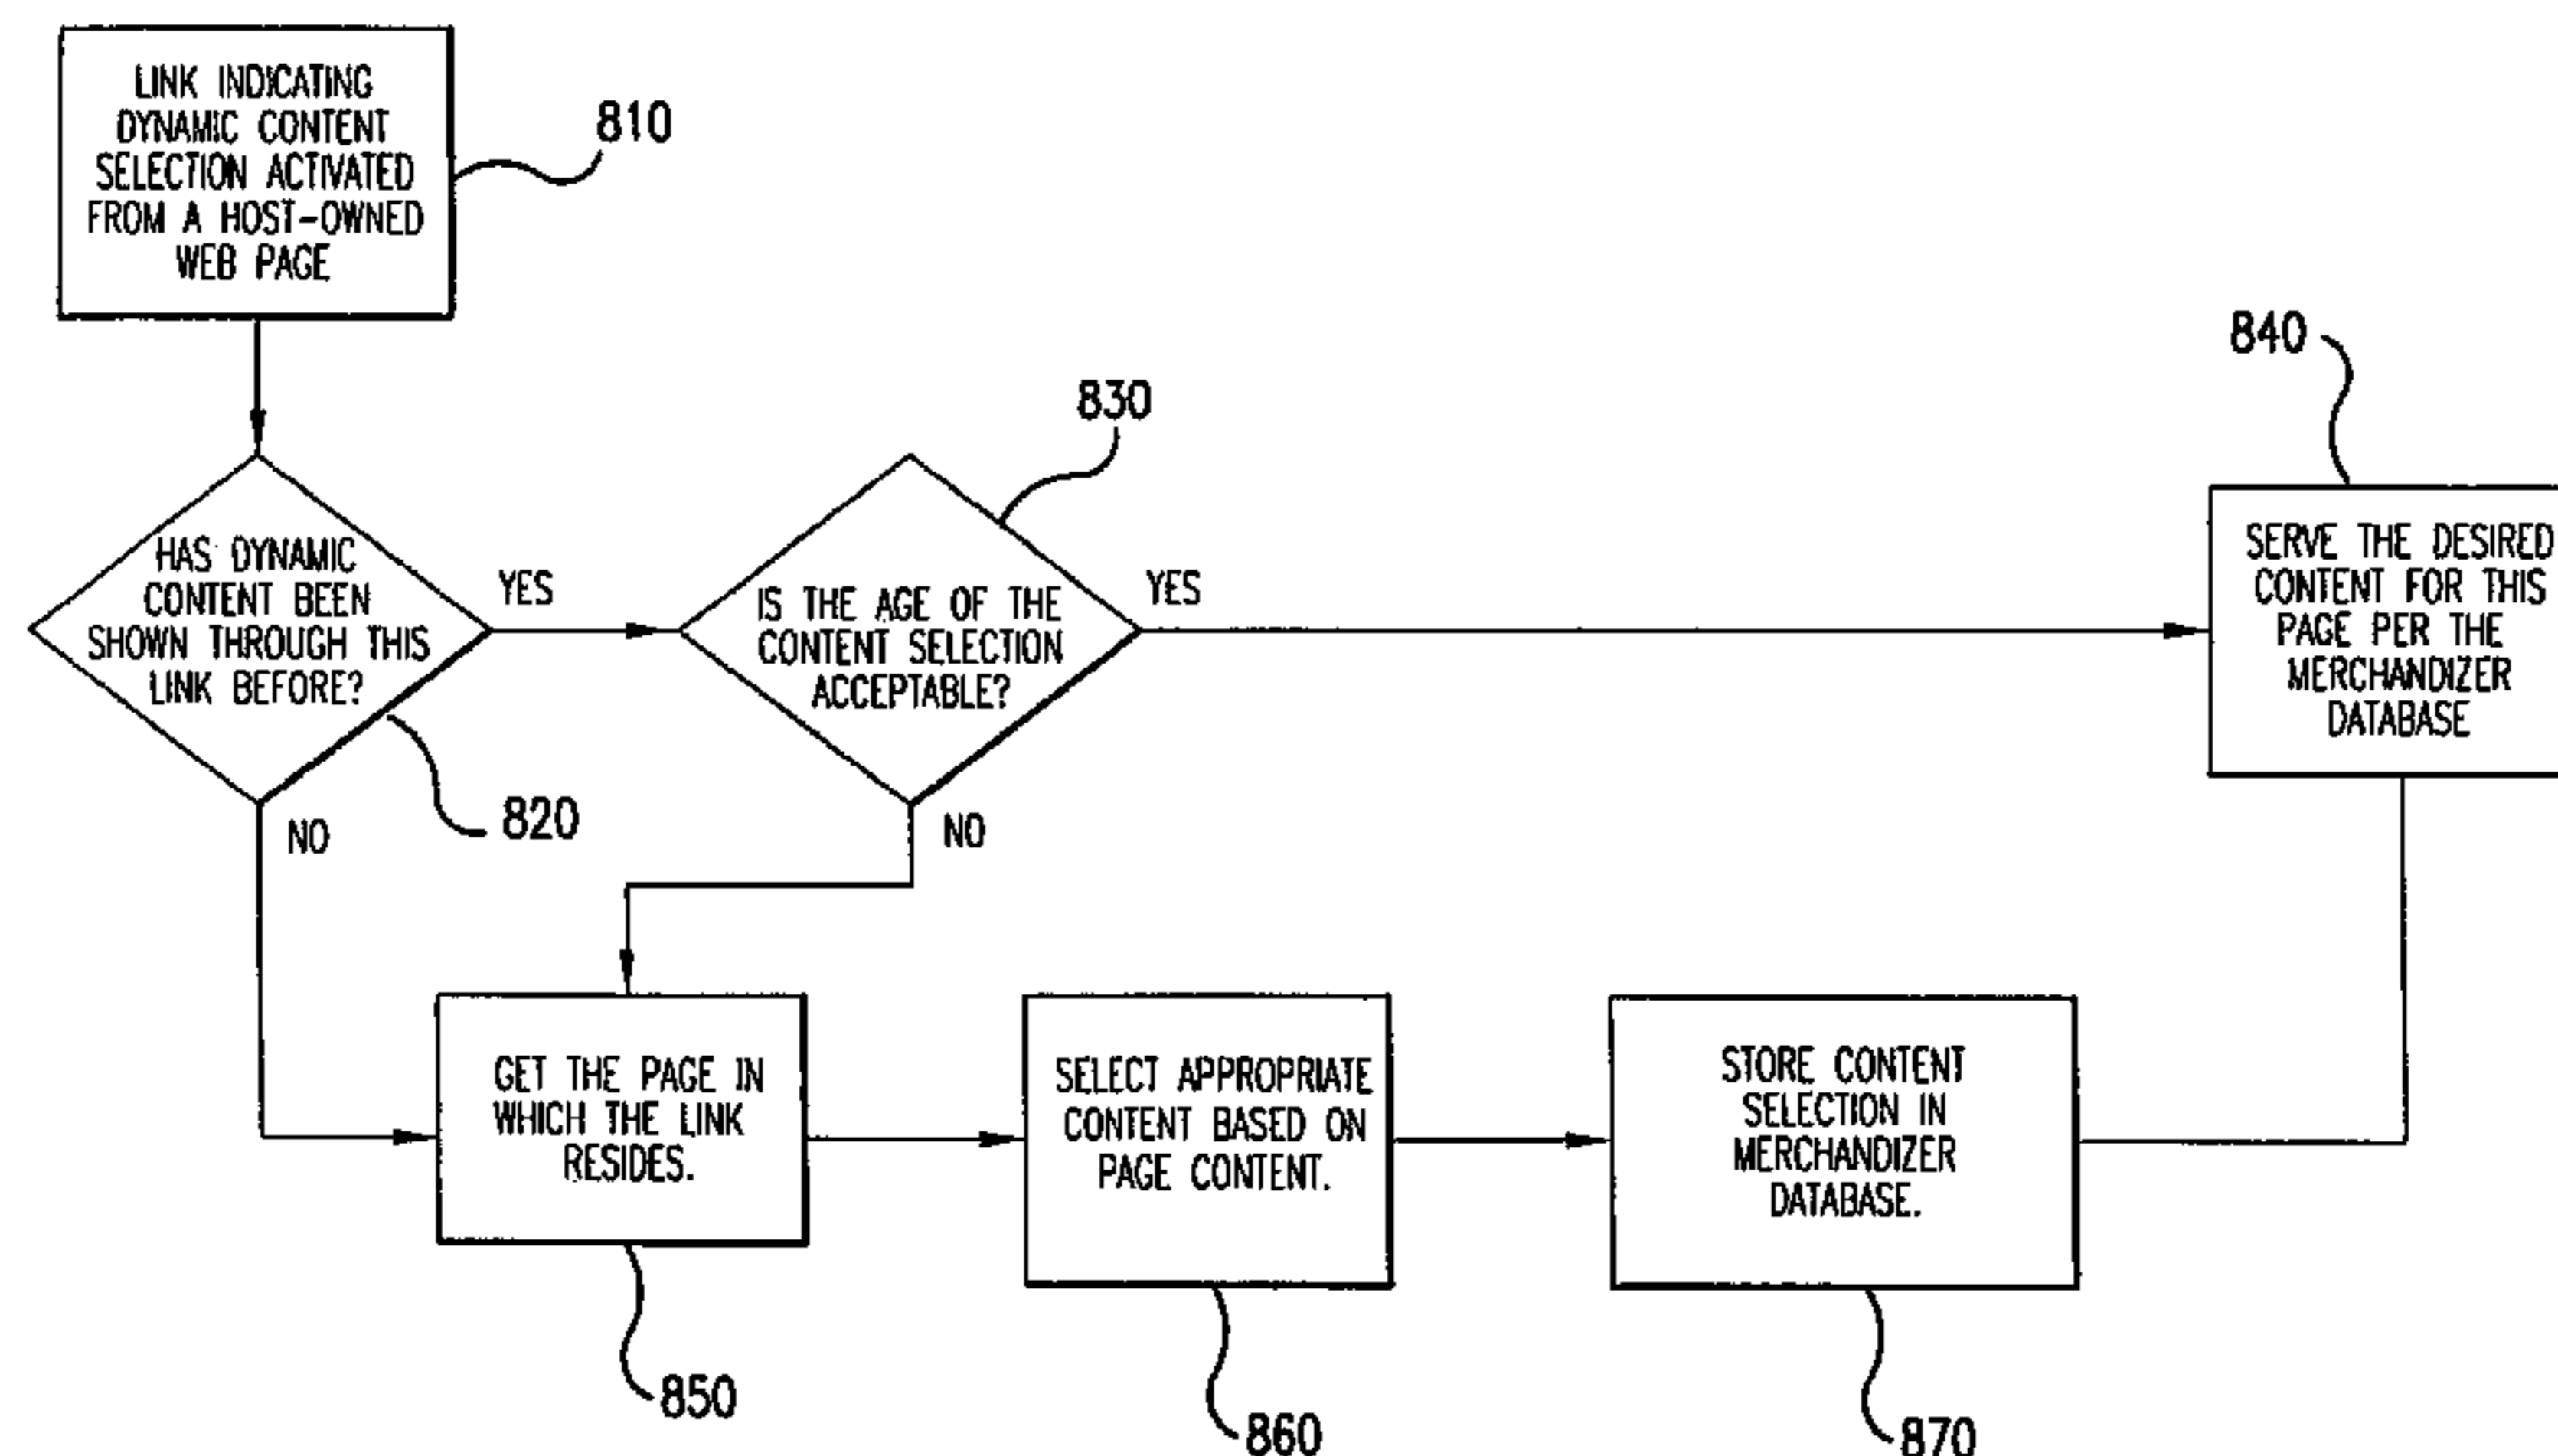 LINK INDICATING
DYNAMIC CONTENT
SELECTION ACTIVATED
FROM A HOST-OWNED
WEB PAGE
810
HAS DYNAMIC
CONTENT BEEN
SHOWN THROUGH THIS
LINK BEFORE?
820
YES
NO
830
IS THE AGE OF THE
CONTENT SELECTION
ACCEPTABLE?
YES
NO
840
SERVE THE DESIRED
CONTENT FOR THIS
PAGE PER THE
MERCHANDIZER
DATABASE
GET THE PAGE IN
WHICH THE LINK
RESIDES.
850
SELECT APPROPRIATE
CONTENT BASED ON
PAGE CONTENT.
860
STORE CONTENT
SELECTION IN
MERCHANDIZER
DATABASE.
870